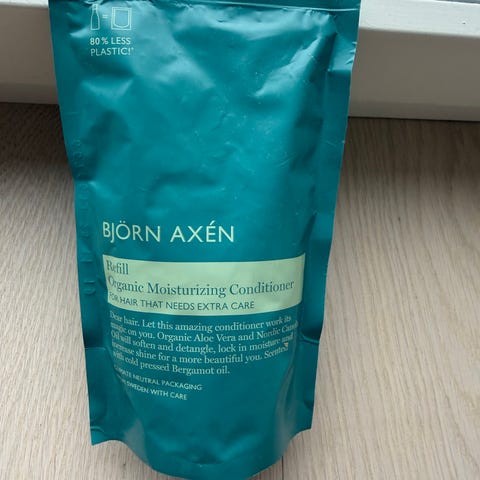 80% LESS
PLASTIC!*
BJÖRN AXÉN
Refill
Organic Moisturizing Conditioner
FOR HAIR THAT NEEDS EXTRA CARE
Dear hair. Let this amazing conditioner work its
magic on you. Organic Aloe Vera and Nordic
Oil will soften and detangle, lock in moisture and
increase shine for a more beautiful you. Scented
with cold pressed Bergamot oil.
NEUTRAL PACKAGING
SWEDEN WITH CARE